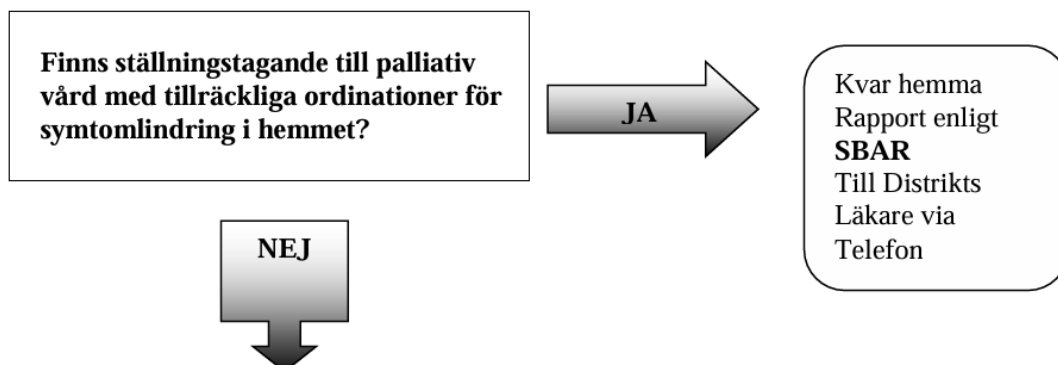 Finns ställningstagande till palliativ
vård med tillräckliga ordinationer för
symtomlindring i hemmet?
JA
Kvar hemma
Rapport enligt
SBAR
Till Distrikts
Läkare via
Telefon
NEJ